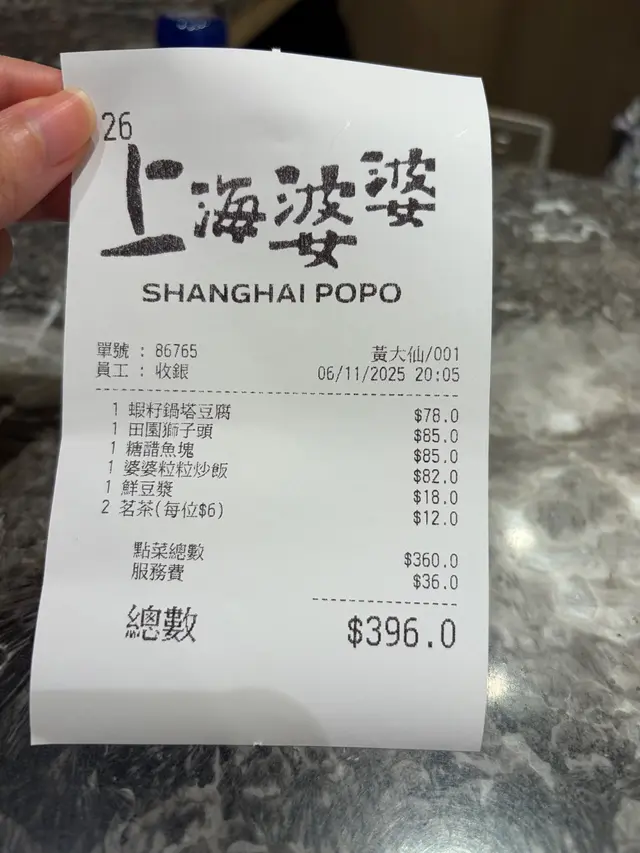 26
上海婆婆
SHANGHAI POPO
單號 : 86765 黃大仙/001
員工 : 收銀 06/11/2025 20:05
1 蝦籽鍋塔豆腐 $78.0
1 田園獅子頭 $85.0
1 糖醋魚塊 $85.0
1 婆婆粒粒炒飯 $82.0
1 鮮豆漿 $18.0
2 茗茶(每位$6) $12.0
點菜總數 $360.0
服務費 $36.0
總數 $396.0